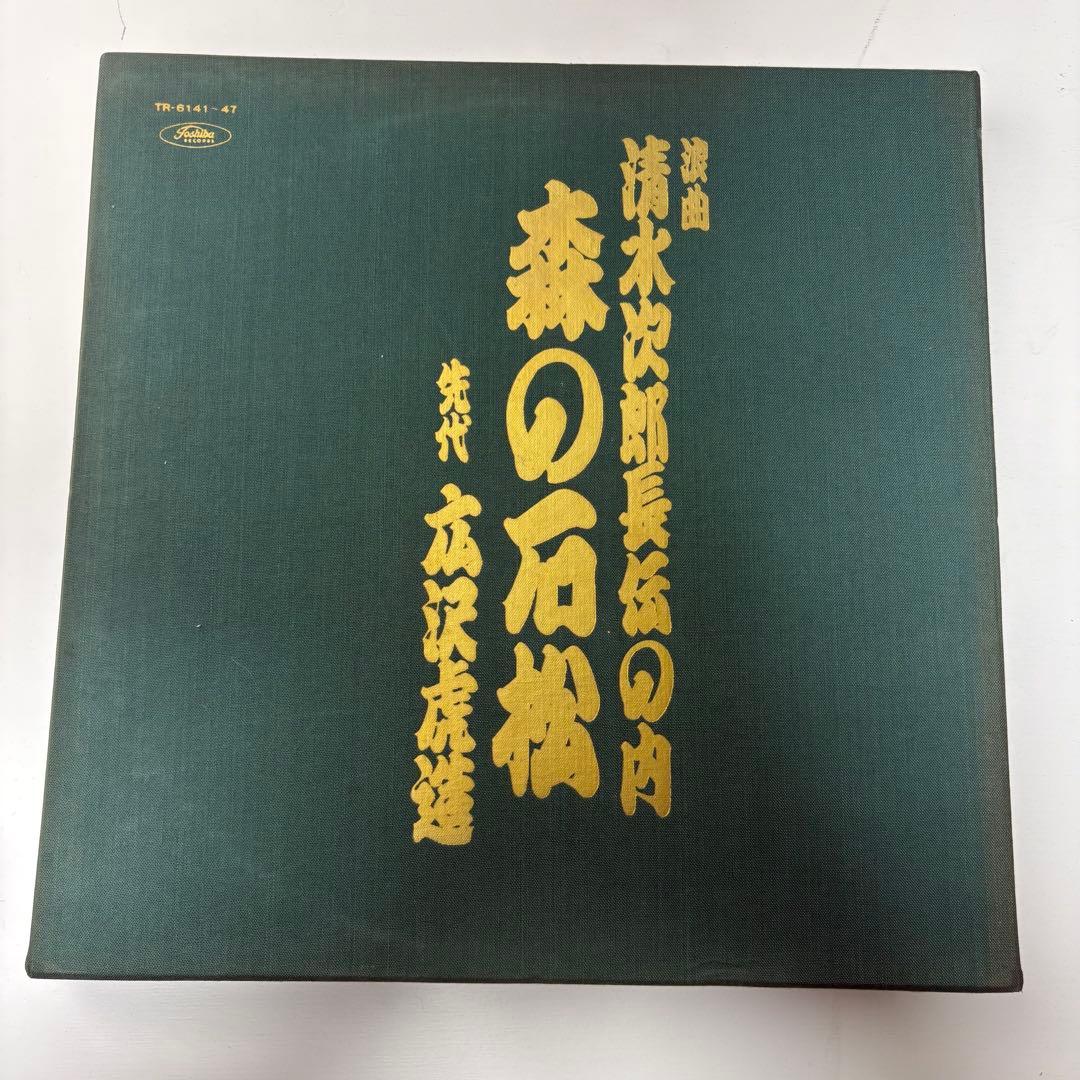 TR-6141~47
Toshiba
RECORDS
浪曲
清水次郎長伝の内
森の石松
先代 広沢虎造